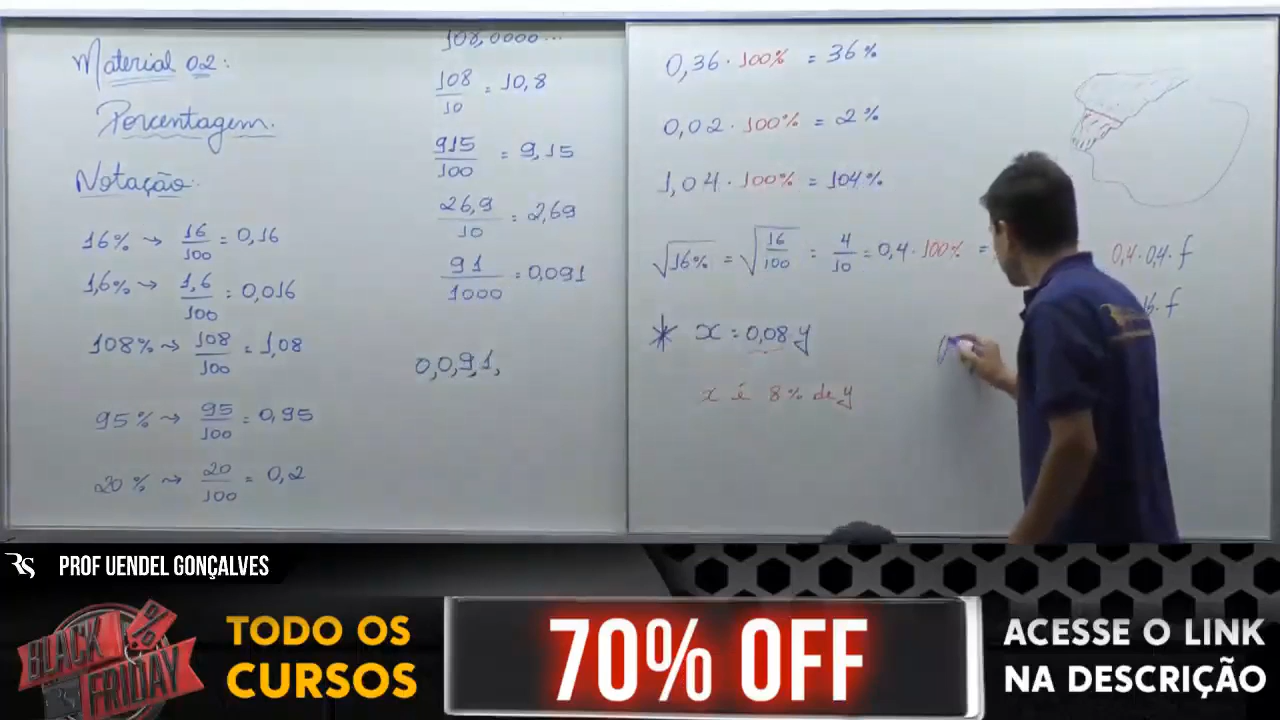 Material 02:
Porcentagem
Notação:
16% → 16/100 = 0,16
1,6% → 1,6/100 = 0,016
108% → 108/100 = 1,08
95% → 95/100 = 0,95
20% → 20/100 = 0,2
108,0000...
108/10 = 10,8
915/100 = 9,15
26,9/10 = 2,69
91/1000 = 0,091
0,0,9,1,
0,36 · 100% = 36%
0,02 · 100% = 2%
1,04 · 100% = 104%
√16% = √16/100 = 4/10 = 0,4 · 100% =
0,4 · 0,4 · f
· f
* x = 0,08 y
x é 8% de y
RS PROF UENDEL GONÇALVES
BLACK FRIDAY
%
TODO OS CURSOS
70% OFF
ACESSE O LINK
NA DESCRIÇÃO